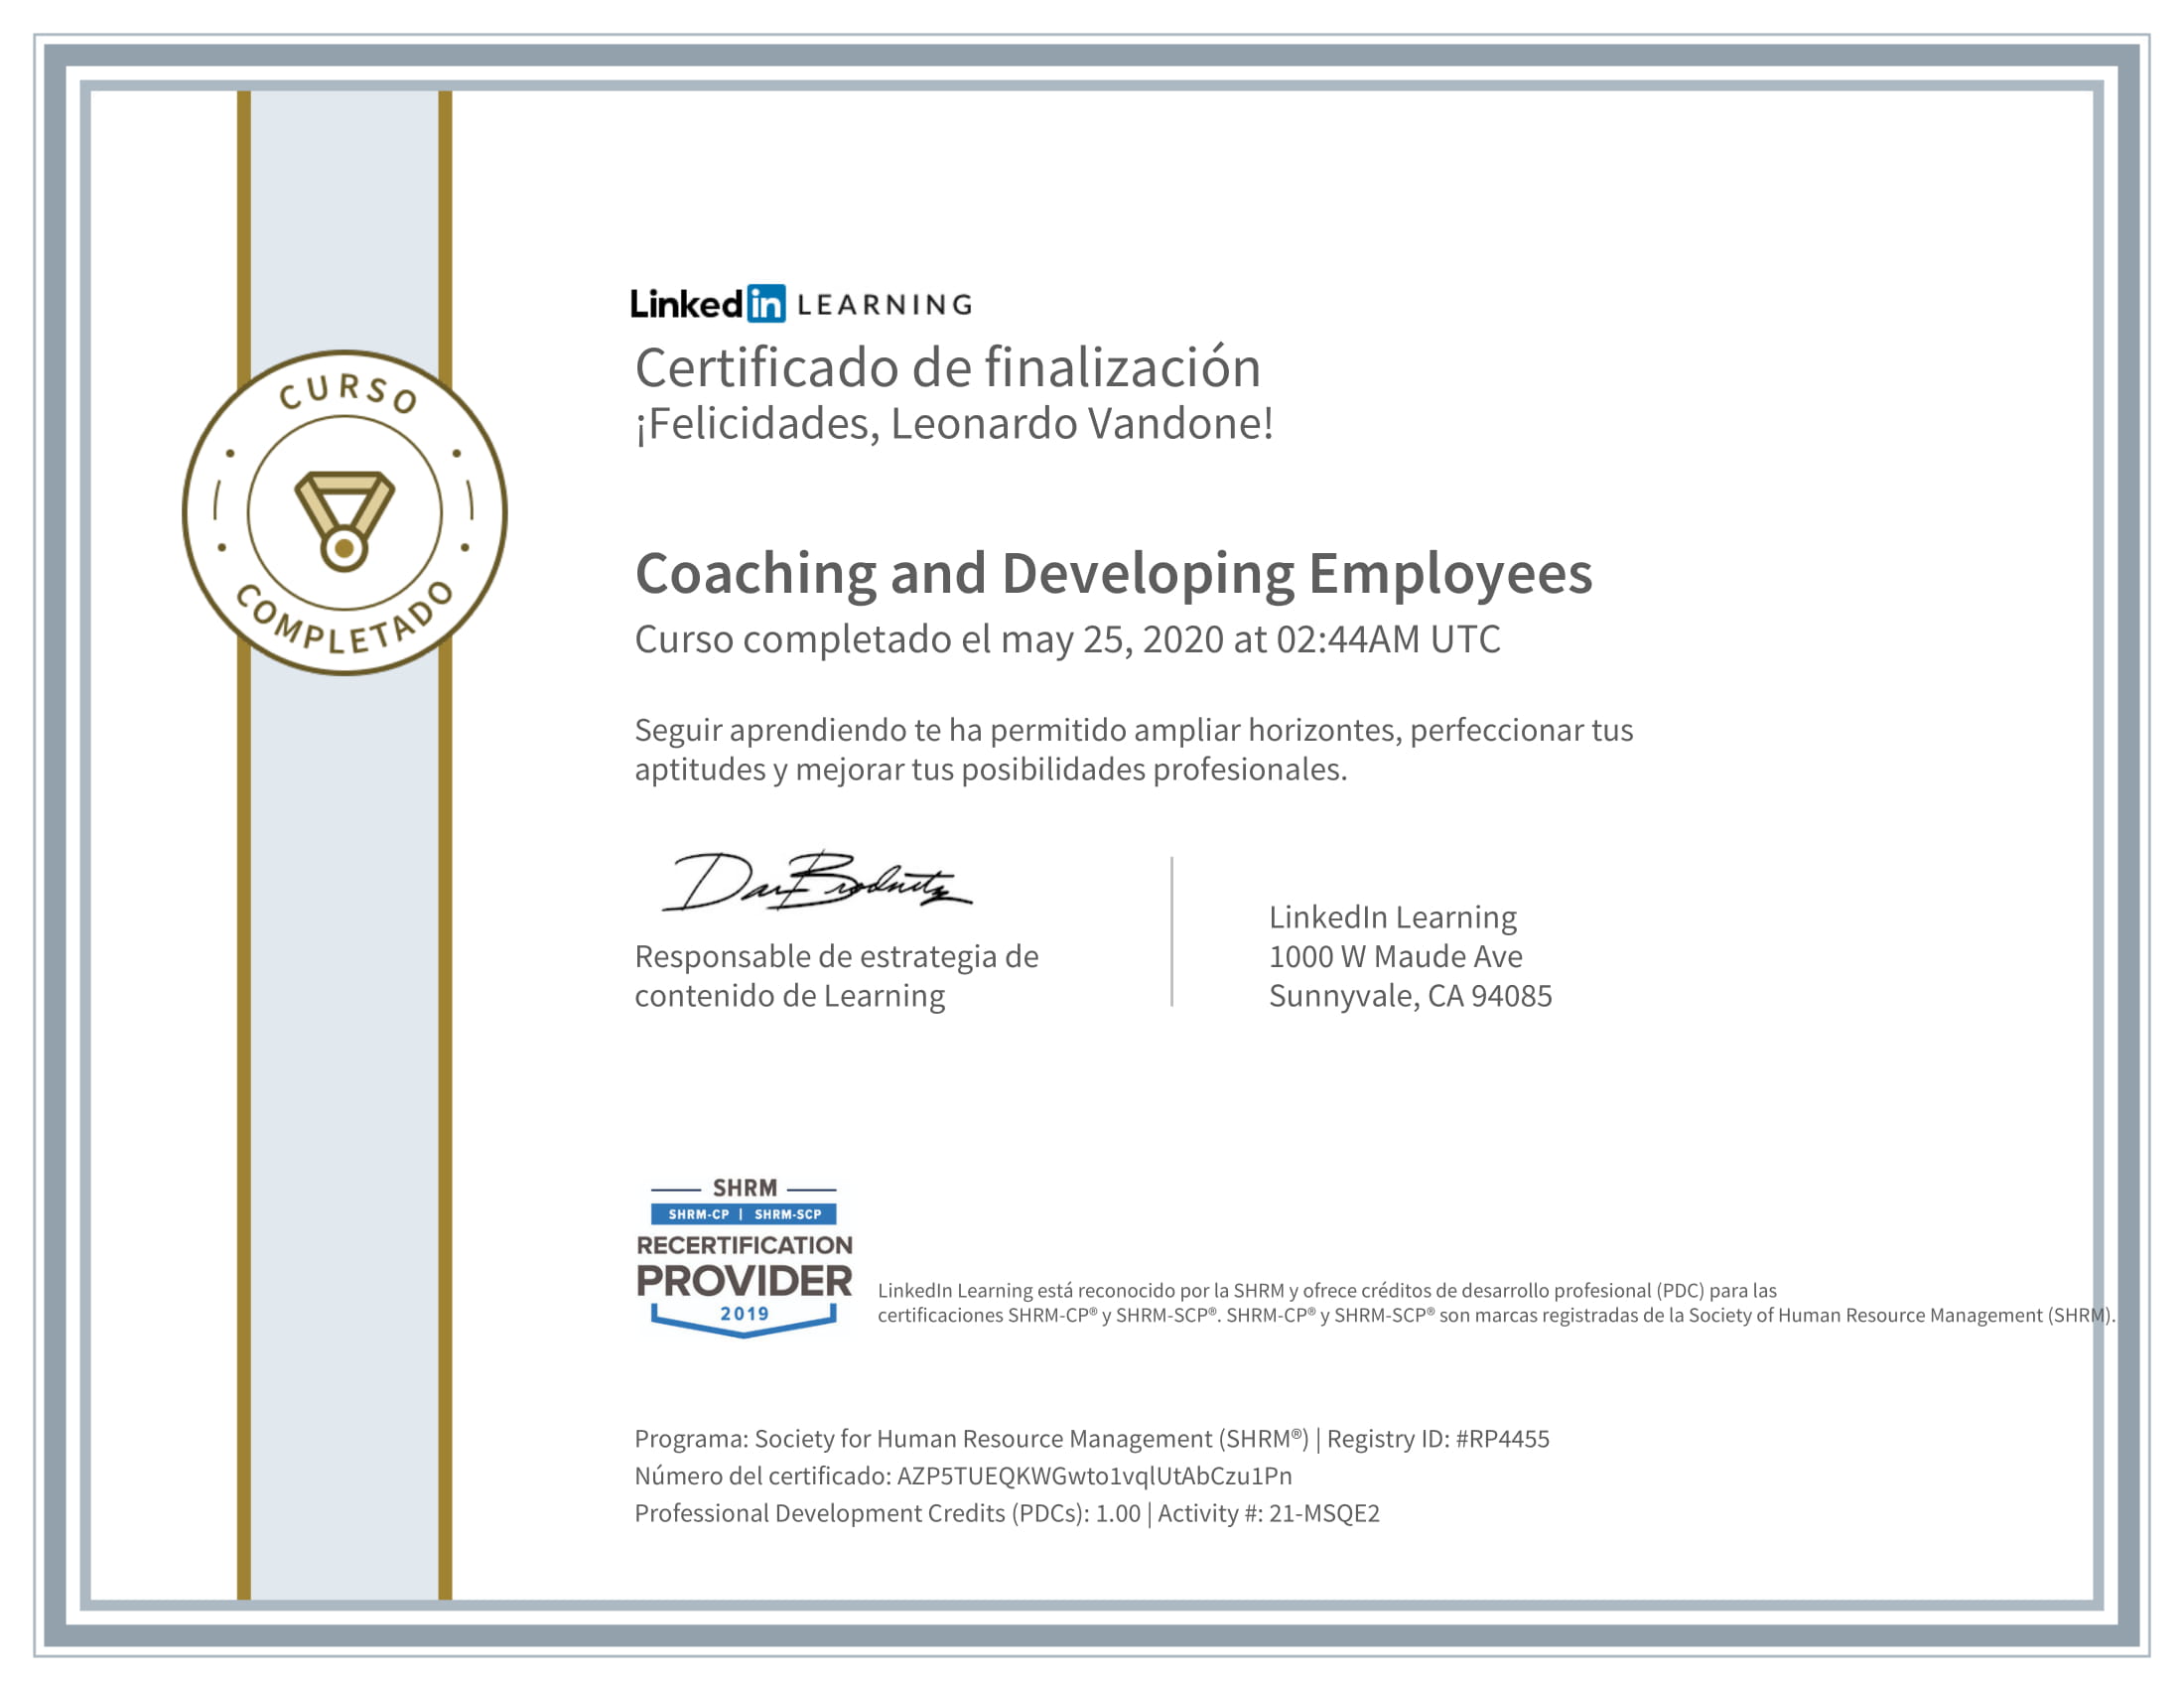 CURSO
COMPLETADO
Linked in LEARNING
Certificado de finalización
¡Felicidades, Leonardo Vandone!
Coaching and Developing Employees
Curso completado el may 25, 2020 at 02:44AM UTC
Seguir aprendiendo te ha permitido ampliar horizontes, perfeccionar tus
aptitudes y mejorar tus posibilidades profesionales.
Responsable de estrategia de
contenido de Learning
LinkedIn Learning
1000 W Maude Ave
Sunnyvale, CA 94085
SHRM
SHRM-CP | SHRM-SCP
RECERTIFICATION
PROVIDER
2019
LinkedIn Learning está reconocido por la SHRM y ofrece créditos de desarrollo profesional (PDC) para las
certificaciones SHRM-CP® y SHRM-SCP®. SHRM-CP® y SHRM-SCP® son marcas registradas de la Society of Human Resource Management (SHRM).
Programa: Society for Human Resource Management (SHRM®) | Registry ID: #RP4455
Número del certificado: AZP5TUEQKWGwto1vqlUtAbCzu1Pn
Professional Development Credits (PDCs): 1.00 | Activity #: 21-MSQE2